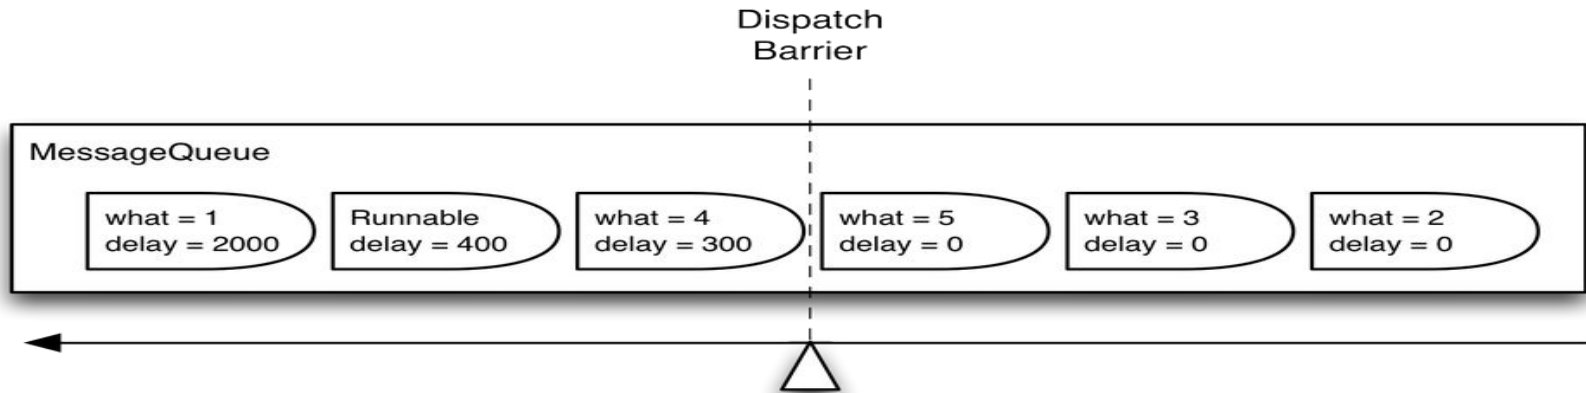 Dispatch
Barrier
MessageQueue
what = 1
delay = 2000
Runnable
delay = 400
what = 4
delay = 300
what = 5
delay = 0
what = 3
delay = 0
what = 2
delay = 0